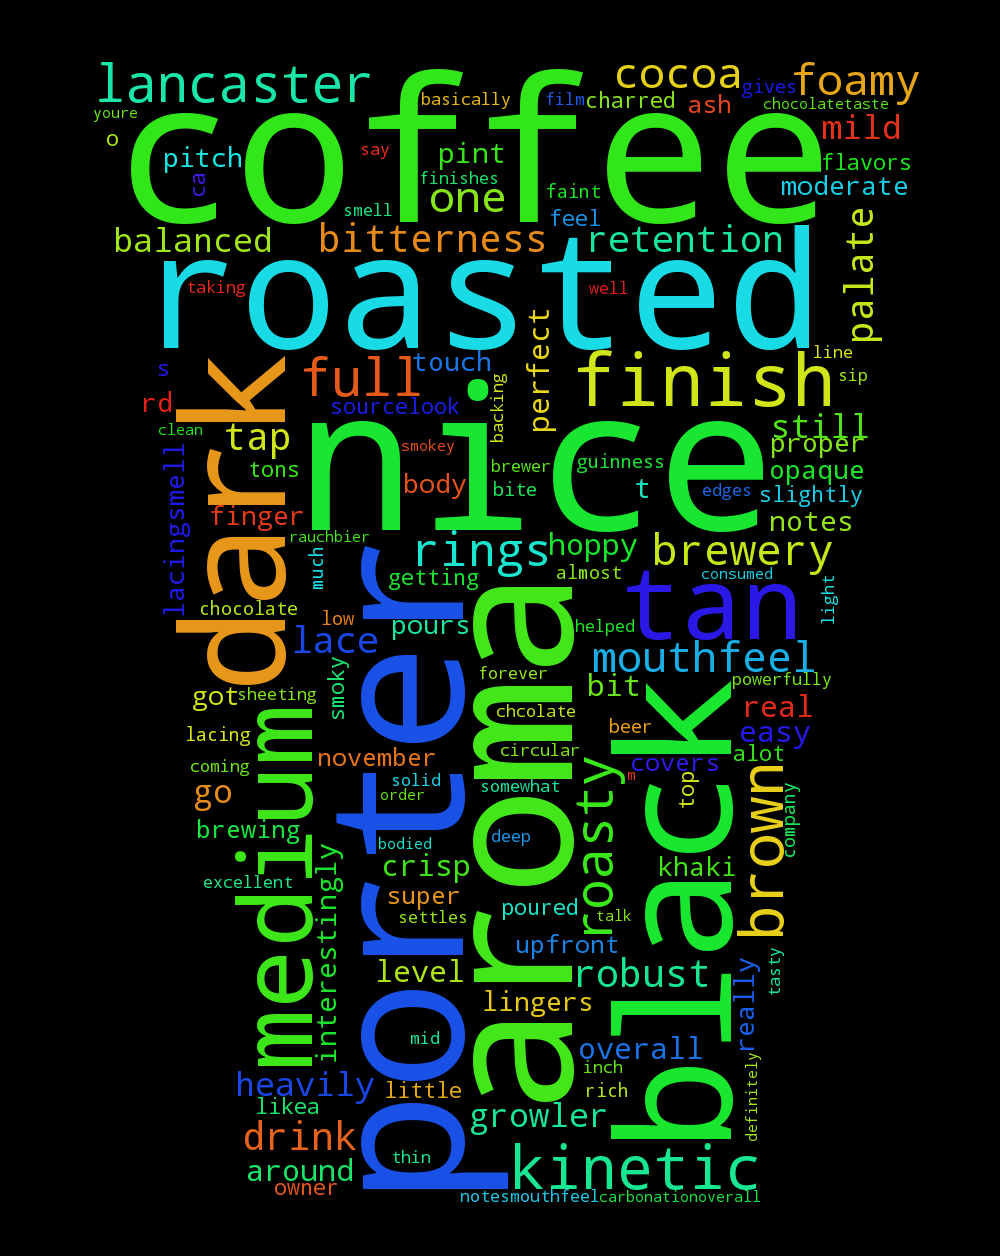 lancaster
coffee
cocoa
foamy
basically
film
charred
gives
ash
chocolatetaste
youre
o
pitch
ca
say
pint
finishes
one
smell
faint
feel
mild
flavors
moderate
balanced
bitterness
retention
palate
roasted
taking
well
perfect
line
sip
s
dark
full
touch
finish
rd
sourcelook
backing
still
clean
tap
nice
smokey
proper
tons
brewer
guinness
opaque
lacingsmell
body
bite
t
edges
slightly
finger
notes
rauchbier
rings
hoppy
brewery
much
porter
getting
almost
tan
consumed
light
chocolate
low
pours
aroma
helped
lace
mouthfeel
smoky
got
sheeting
forever
bit
powerfully
black
chcolate
real
lacing
medium
beer
easy
november
circular
covers
alot
coming
solid
somewhat
m
top
go
order
roasty
brown
company
brewing
bodied
deep
interestingly
crisp
khaki
excellent
super
poured
settles
talk
upfront
level
robust
really
tasty
lingers
mid
overall
heavily
little
inch
rich
definitely
likea
growler
drink
around
thin
kinetic
owner
notesmouthfeel
carbonationoverall